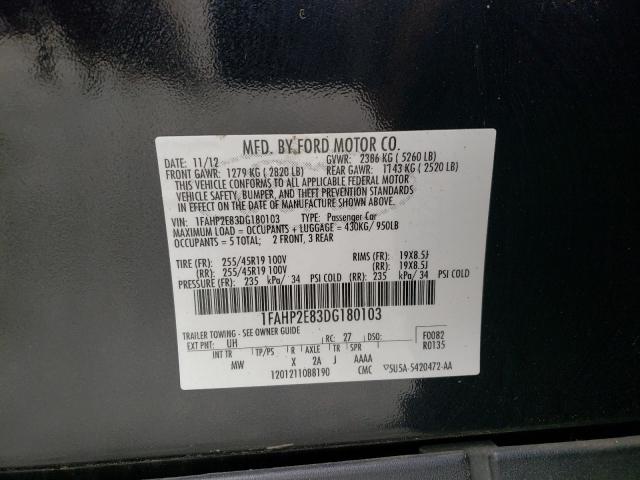 MFD. BY FORD MOTOR CO.
DATE: 11/12 GVWR: 2386 KG ( 5260 LB)
FRONT GAWR: 1279 KG ( 2820 LB) REAR GAWR: 1143 KG ( 2520 LB)
THIS VEHICLE CONFORMS TO ALL APPLICABLE FEDERAL MOTOR
VEHICLE SAFETY, BUMPER, AND THEFT PREVENTION STANDARDS
IN EFFECT ON THE DATE OF MANUFACTURE SHOWN ABOVE.
VIN: 1FAHP2E83DG180103 TYPE: Passenger Car
MAXIMUM LOAD = OCCUPANTS + LUGGAGE = 430KG/ 950LB
OCCUPANTS = 5 TOTAL: 2 FRONT, 3 REAR
TIRE (FR): 255/45R19 100V RIMS (FR): 19X8.5J
(RR): 255/45R19 100V (RR): 19X8.5J
PRESSURE (FR): 235 kPa/ 34 PSI COLD (RR): 235 kPa/ 34 PSI COLD
1FAHP2E83DG180103
TRAILER TOWING - SEE OWNER GUIDE
EXT PNT: UH RC: 27 DSO: F0082
INT TR TP/PS R AXLE TR SPR R0135
MW X 2A J AAAA
1201211088190 CMC 5U5A-5420472-AA